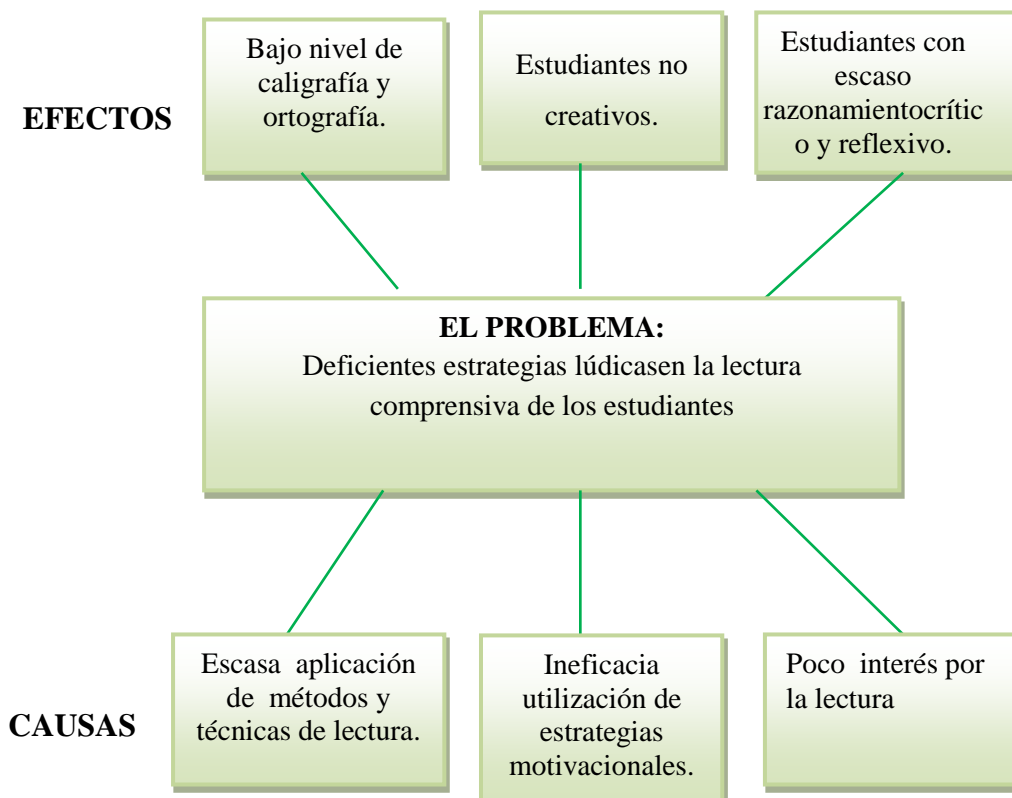 EFECTOS
Bajo nivel de
caligrafía y
ortografía.
Estudiantes no
creativos.
Estudiantes con
escaso
razonamientocrític
o y reflexivo.
EL PROBLEMA:
Deficientes estrategias lúdicasen la lectura
comprensiva de los estudiantes
CAUSAS
Escasa aplicación
de métodos y
técnicas de lectura.
Ineficacia
utilización de
estrategias
motivacionales.
Poco interés por
la lectura